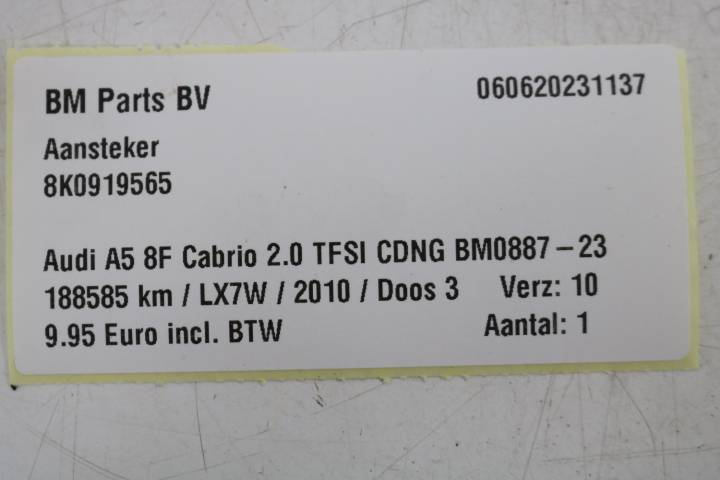 BM Parts BV 060620231137
Aansteker
8K0919565
Audi A5 8F Cabrio 2.0 TFSI CDNG BM0887-23
188585 km / LX7W / 2010 / Doos 3 Verz: 10
9.95 Euro incl. BTW Aantal: 1